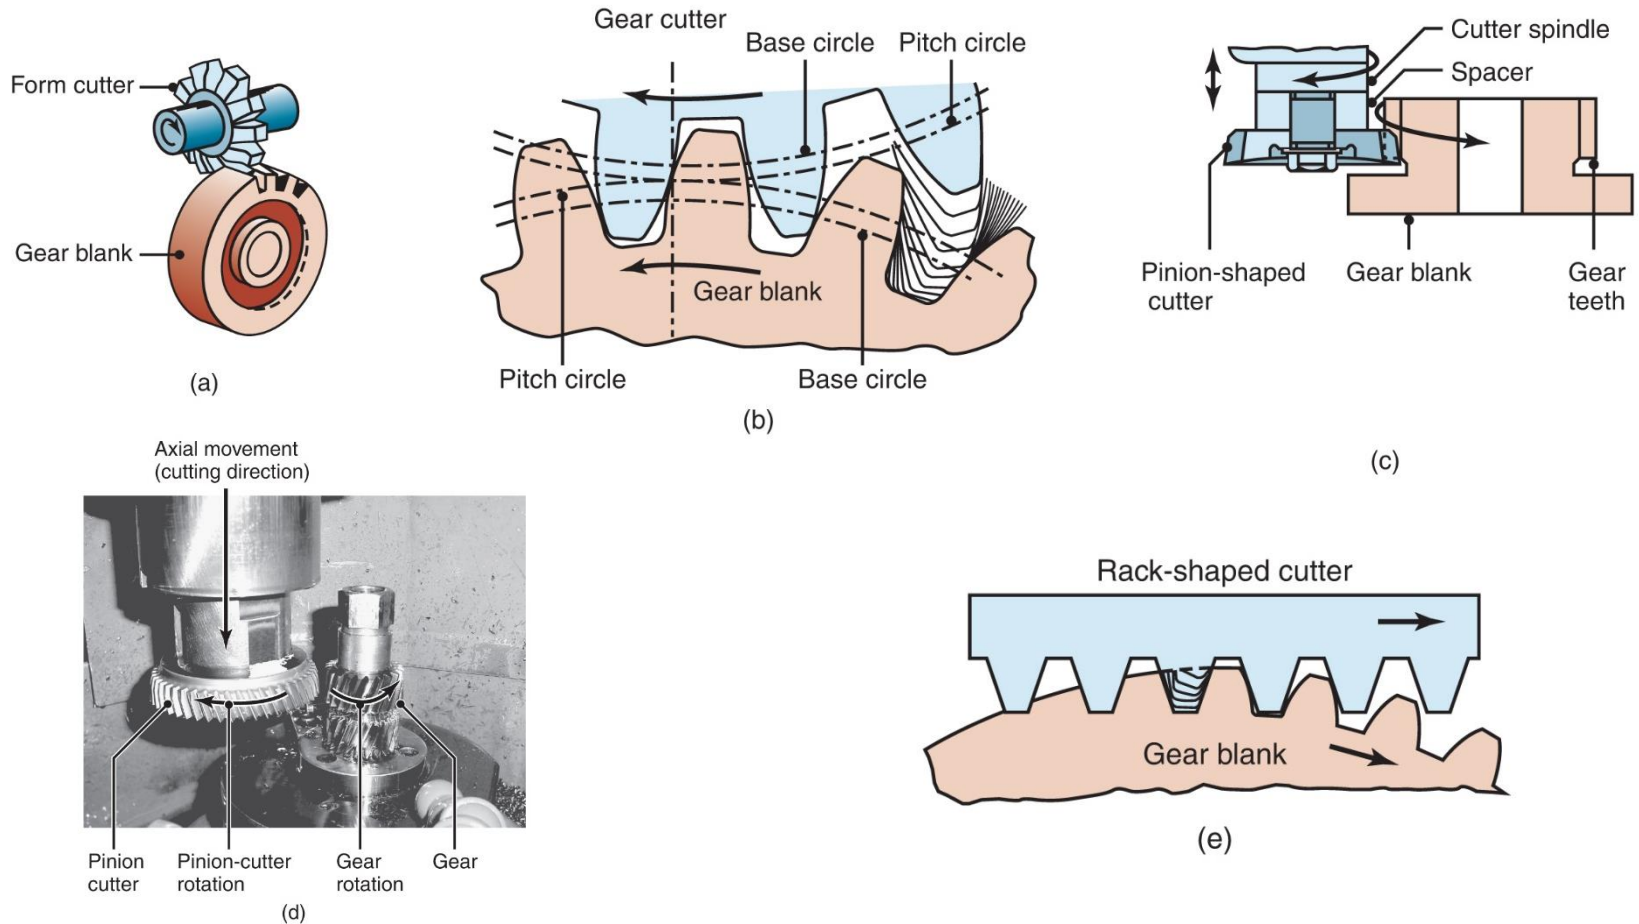 Form cutter
Gear blank
(a)
Gear cutter
Base circle
Pitch circle
Gear blank
Pitch circle
Base circle
(b)
Cutter spindle
Spacer
Pinion-shaped
cutter
Gear blank
Gear
teeth
(c)
Axial movement
(cutting direction)
Pinion
cutter
Pinion-cutter
rotation
Gear
rotation
Gear
(d)
Rack-shaped cutter
Gear blank
(e)